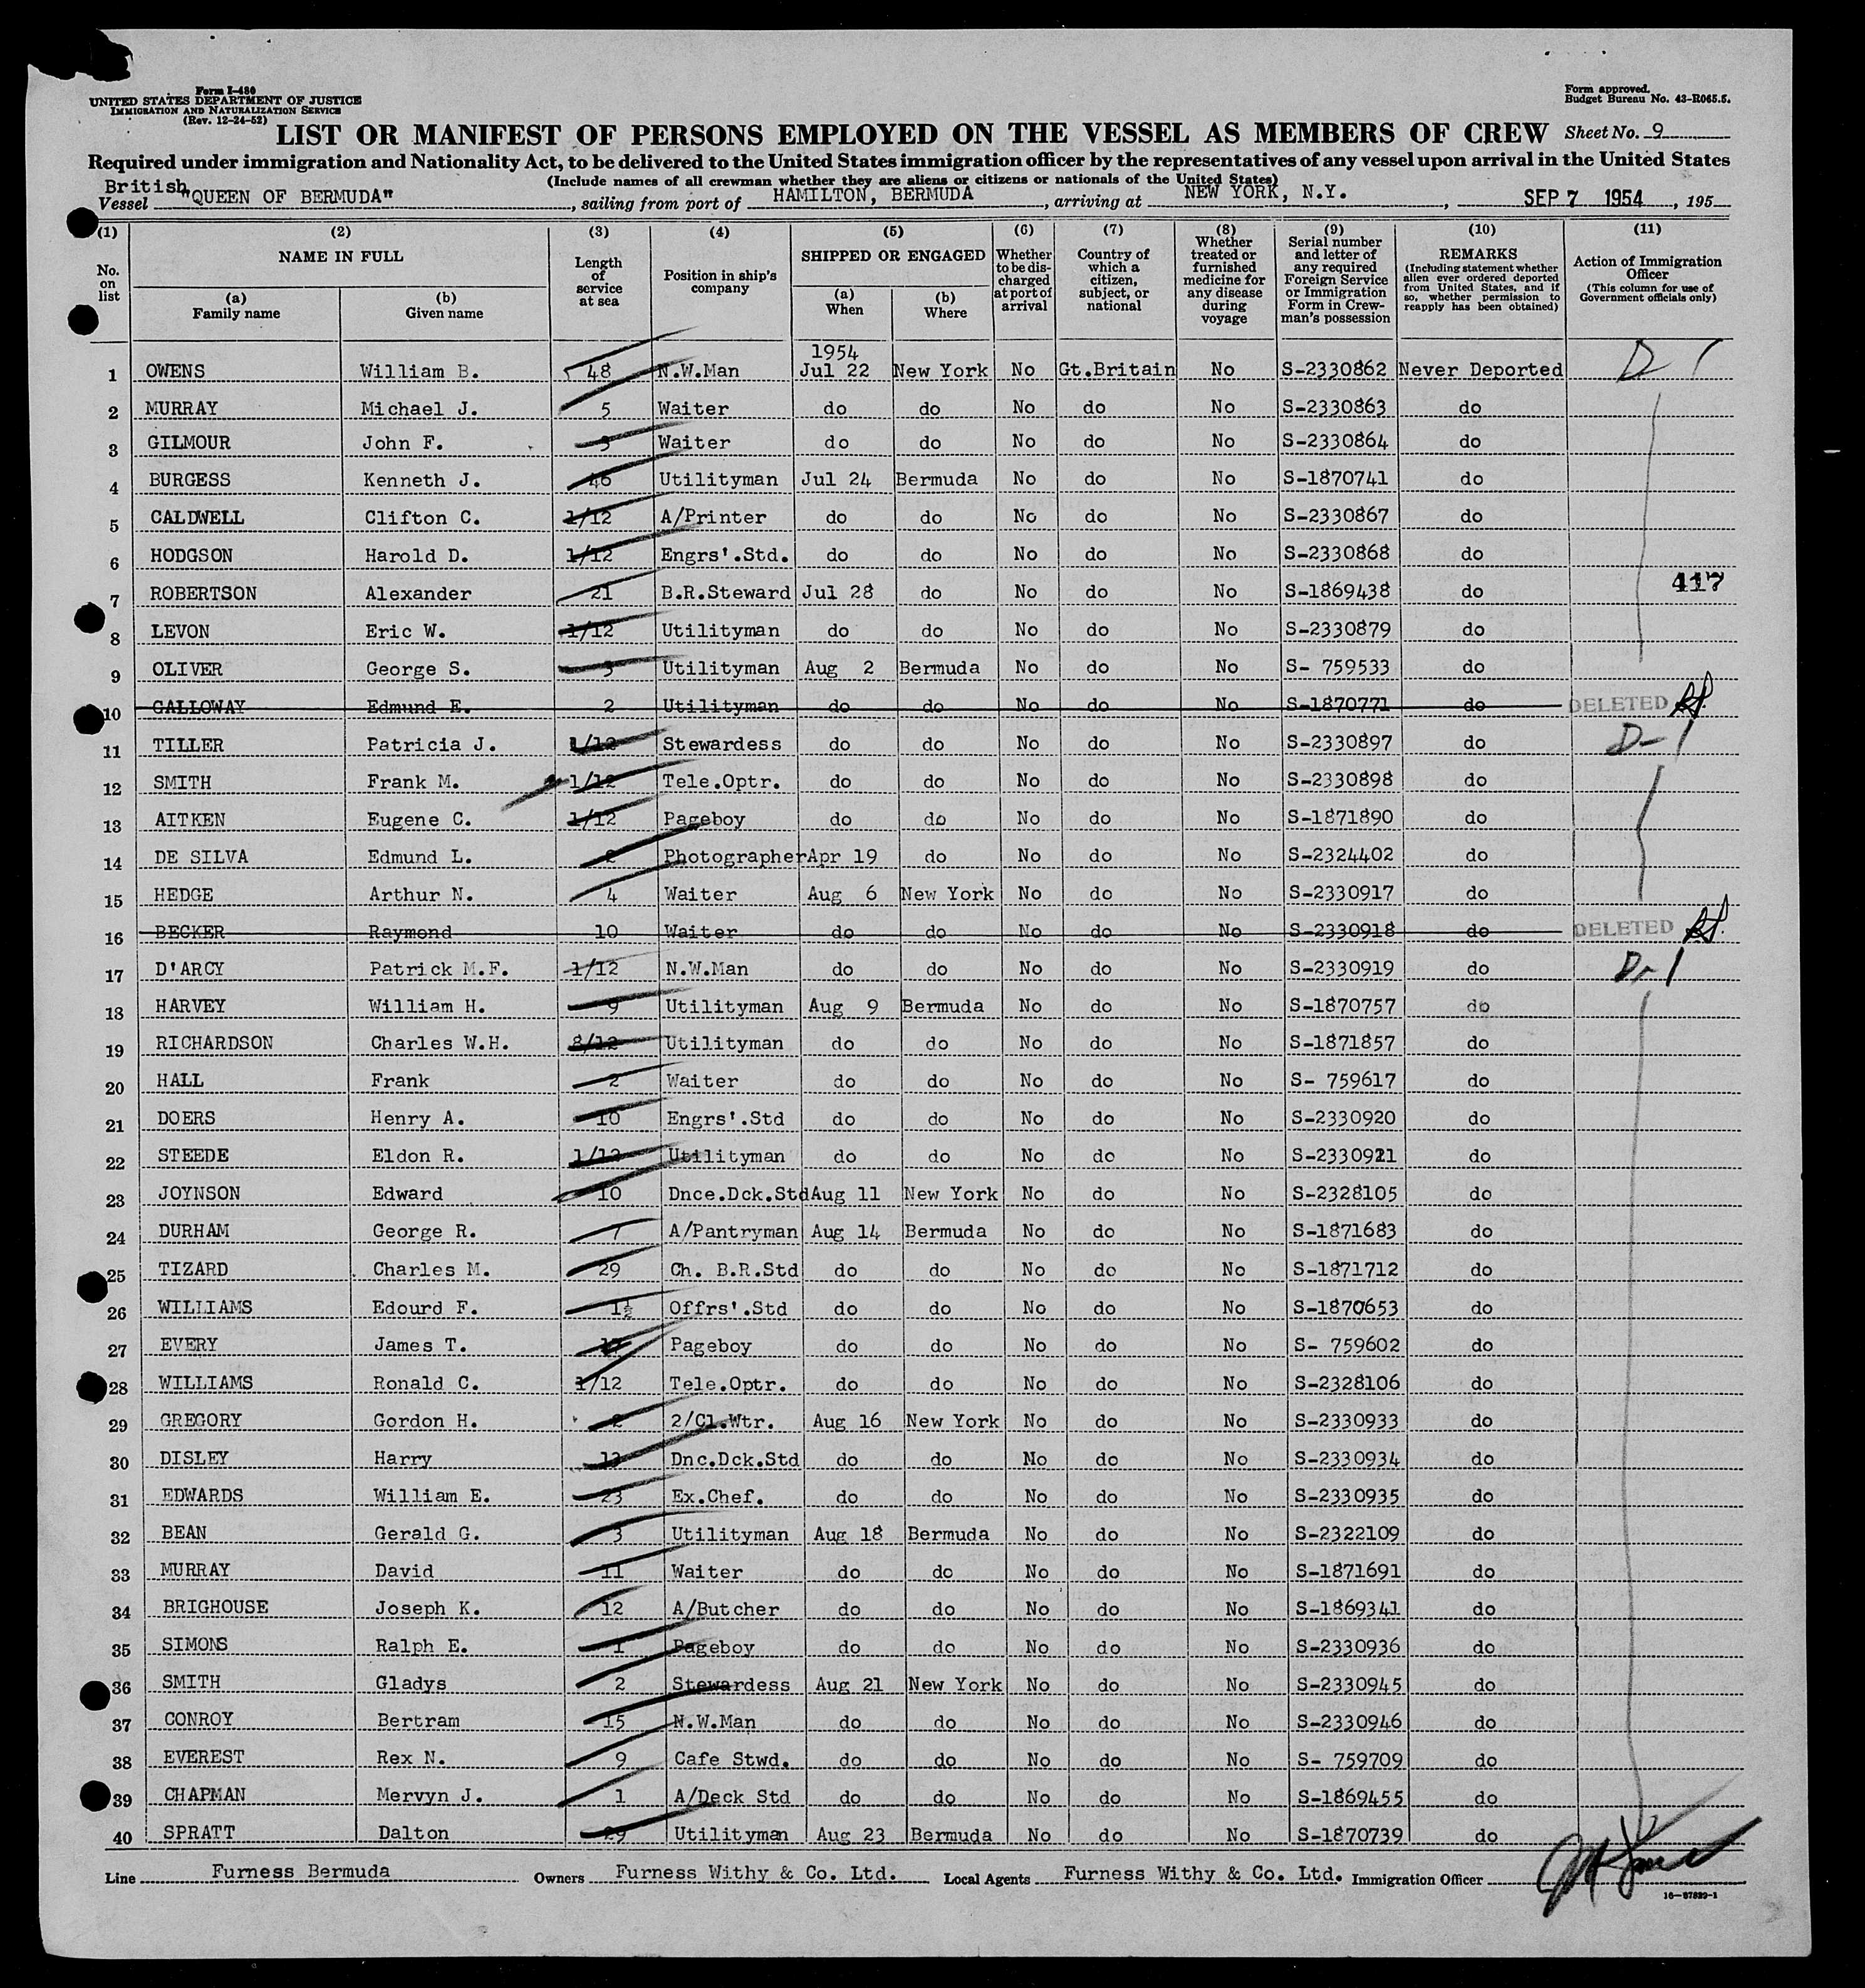 Form I-480
UNITED STATES DEPARTMENT OF JUSTICE
IMMIGRATION AND NATURALIZATION SERVICE
(Rev. 12-24-52)
Form approved.
Budget Bureau No. 43-R065.5.
LIST OR MANIFEST OF PERSONS EMPLOYED ON THE VESSEL AS MEMBERS OF CREW Sheet No. 9
Required under immigration and Nationality Act, to be delivered to the United States immigration officer by the representatives of any vessel upon arrival in the United States
(Include names of all crewman whether they are aliens or citizens or nationals of the United States)
British
Vessel "QUEEN OF BERMUDA", sailing from port of HAMILTON, BERMUDA, arriving at NEW YORK, N.Y., SEP 7 1954, 195
(1) No. on list
(2) NAME IN FULL
(a) Family name (b) Given name
(3) Length of service at sea
(4) Position in ship's company
(5) SHIPPED OR ENGAGED
(a) When (b) Where
(6) Whether to be discharged at port of arrival
(7) Country of which a citizen, subject, or national
(8) Whether treated or furnished medicine for any disease during voyage
(9) Serial number and letter of any required Foreign Service or Immigration Form in Crewman's possession
(10) REMARKS (Including statement whether alien ever ordered deported from United States, and if so, whether permission to reapply has been obtained)
(11) Action of Immigration Officer (This column for use of Government officials only)
1954
1 OWENS William B. 48 N.W.Man Jul 22 New York No Gt.Britain No S-2330862 Never Deported D-1
2 MURRAY Michael J. 5 Waiter do do No do No S-2330863 do
3 GILMOUR John F. 3 Waiter do do No do No S-2330864 do
4 BURGESS Kenneth J. 46 Utilityman Jul 24 Bermuda No do No S-1870741 do
5 CALDWELL Clifton C. 1/12 A/Printer do do No do No S-2330867 do
6 HODGSON Harold D. 1/12 Engrs'.Std. do do No do No S-2330868 do
417
7 ROBERTSON Alexander 21 B.R.Steward Jul 28 do No do No S-1869438 do
8 LEVON Eric W. 1/12 Utilityman do do No do No S-2330879 do
9 OLIVER George S. 3 Utilityman Aug 2 Bermuda No do No S- 759533 do
10 GALLOWAY Edmund E. 2 Utilityman do do No do No S-1870771 do DELETED
11 TILLER Patricia J. 1/12 Stewardess do do No do No S-2330897 do D-1
12 SMITH Frank M. 1/12 Tele.Optr. do do No do No S-2330898 do
13 AITKEN Eugene C. 1/12 Pageboy do do No do No S-1871890 do
14 DE SILVA Edmund L. 2 Photographer Apr 19 do No do No S-2324402 do
15 HEDGE Arthur N. 4 Waiter Aug 6 New York No do No S-2330917 do
16 BECKER Raymond 10 Waiter do do No do No S-2330918 do DELETED
17 D'ARCY Patrick M.F. 1/12 N.W.Man do do No do No S-2330919 do D-1
18 HARVEY William H. 9 Utilityman Aug 9 Bermuda No do No S-1870757 do
19 RICHARDSON Charles W.H. 8/12 Utilityman do do No do No S-1871857 do
20 HALL Frank 2 Waiter do do No do No S- 759617 do
21 DOERS Henry A. 10 Engrs'.Std do do No do No S-2330920 do
22 STEEDE Eldon R. 1/12 Utilityman do do No do No S-2330921 do
23 JOYNSON Edward 10 Dnce.Dck.Std Aug 11 New York No do No S-2328105 do
24 DURHAM George R. 7 A/Pantryman Aug 14 Bermuda No do No S-1871683 do
25 TIZARD Charles M. 29 Ch. B.R.Std do do No do No S-1871712 do
26 WILLIAMS Edourd F. 1½ Offrs'.Std do do No do No S-1870653 do
27 EVERY James T. Pageboy do do No do No S- 759602 do
28 WILLIAMS Ronald C. 1/12 Tele.Optr. do do No do No S-2328106 do
29 GREGORY Gordon H. 2 2/Cl.Wtr. Aug 16 New York No do No S-2330933 do
30 DISLEY Harry 13 Dnc.Dck.Std do do No do No S-2330934 do
31 EDWARDS William E. 23 Ex.Chef. do do No do No S-2330935 do
32 BEAN Gerald G. 3 Utilityman Aug 18 Bermuda No do No S-2322109 do
33 MURRAY David 11 Waiter do do No do No S-1871691 do
34 BRIGHOUSE Joseph K. 12 A/Butcher do do No do No S-1869341 do
35 SIMONS Ralph E. 1 Pageboy do do No do No S-2330936 do
36 SMITH Gladys 2 Stewardess Aug 21 New York No do No S-2330945 do
37 CONROY Bertram 15 N.W.Man do do No do No S-2330946 do
38 EVEREST Rex N. 9 Cafe Stwd. do do No do No S- 759709 do
39 CHAPMAN Mervyn J. 1 A/Deck Std do do No do No S-1869455 do
40 SPRATT Dalton 29 Utilityman Aug 23 Bermuda No do No S-1870739 do
Line Furness Bermuda Owners Furness Withy & Co. Ltd. Local Agents Furness Withy & Co. Ltd. Immigration Officer
16-67889-1